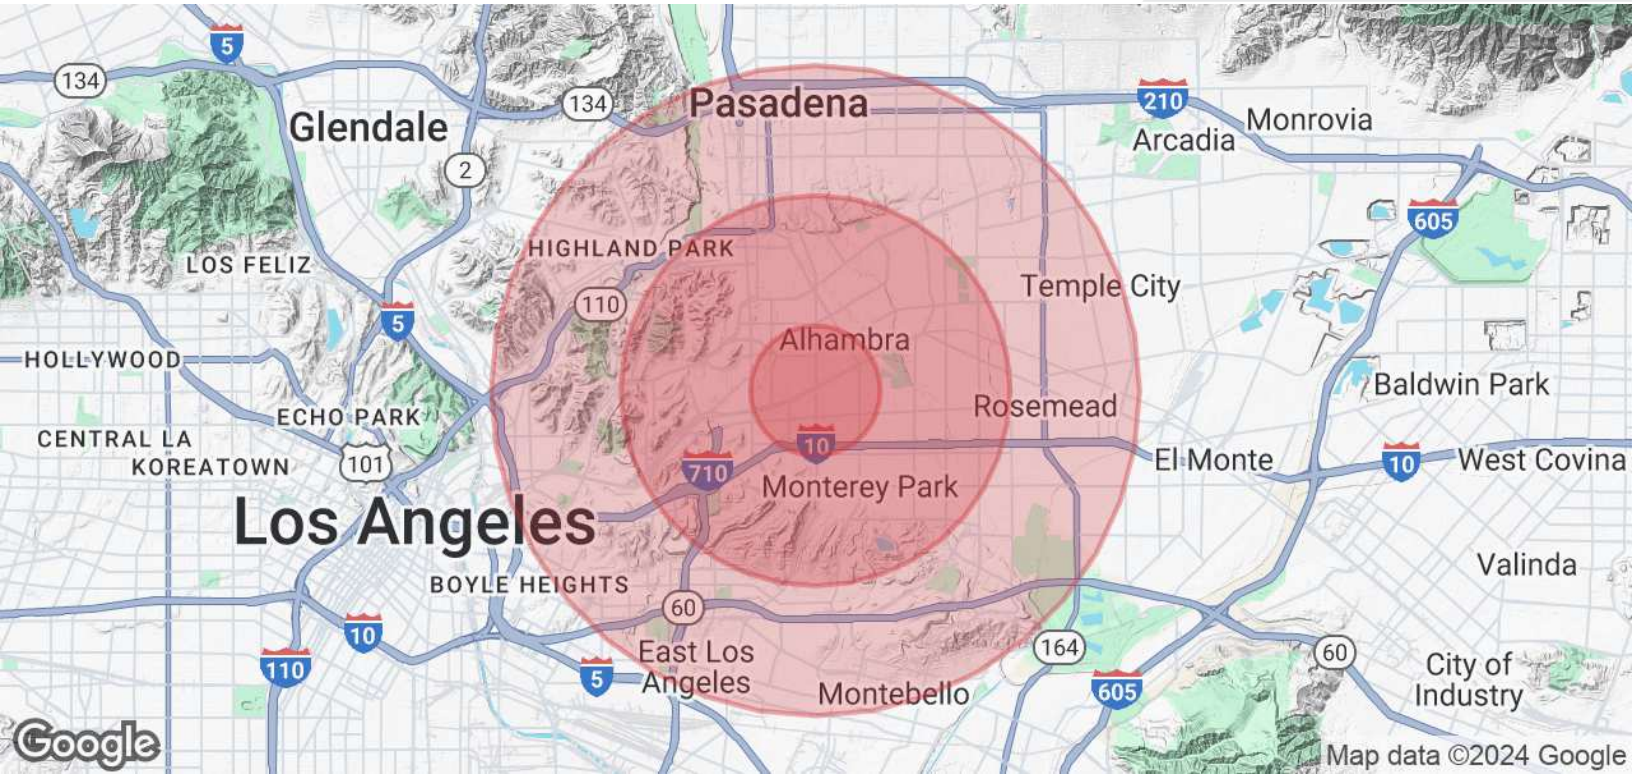 5
134
Pasadena
134
210
Monrovia
Glendale
Arcadia
2
605
HIGHLAND PARK
LOS FELIZ
Temple City
110
5
Alhambra
HOLLYWOOD
Baldwin Park
Rosemead
ECHO PARK
CENTRAL LA
10
KOREATOWN
101
710
El Monte
10
West Covina
Monterey Park
Los Angeles
Valinda
BOYLE HEIGHTS
60
10
164
60
East Los
Angeles
110
5
605
City of
Industry
Montebello
Google
Map data ©2024 Google